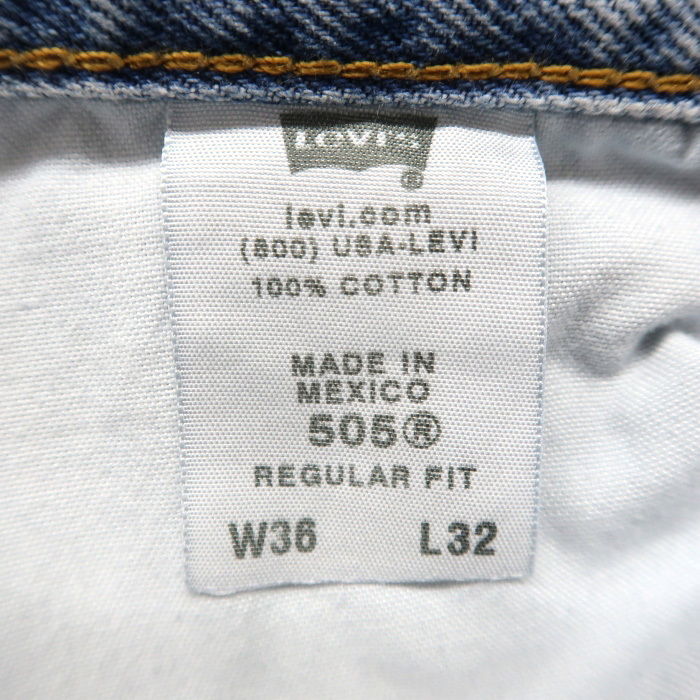 Levi's
®
levi.com
(800) USA-LEVI
100% COTTON
MADE IN
MEXICO
505®
REGULAR FIT
W36 L32